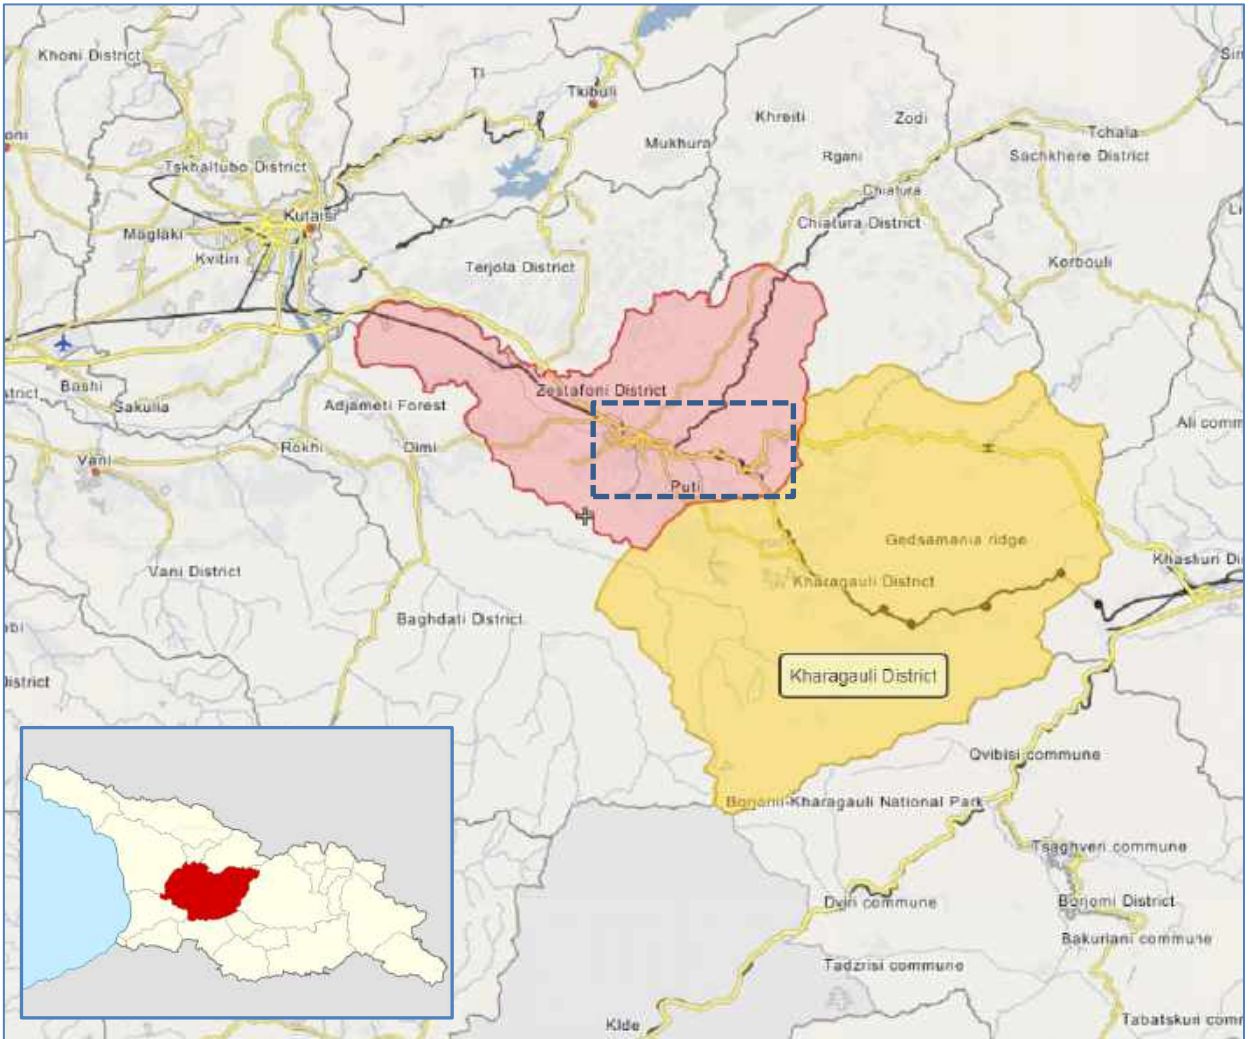 Khoni District
TI
Tkibuli
Khreiti
Zodi
Tchala
Mukhura
Rgani
Sachkhere District
Tskhaltubo District
Chiatura
Kutaisi
Chiatura District
Maglaki
Kvitiri
Terjola District
Korbouli
Bashi
Zestafoni District
Sakulia
Adjameti Forest
Ali comm
Rokhi
Dimi
Vani
Puti
Gedsamania ridge
Khashuri Di
Vani District
Kharagauli District
Baghdati District
istrict
Kharagauli District
Qvibisi commune
Borjomi-Kharagauli National Park
Tsaghveri commune
Dviri commune
Borjomi District
Bakuriani commune
Tadzrisi commune
Klde
Tabatskuri comm